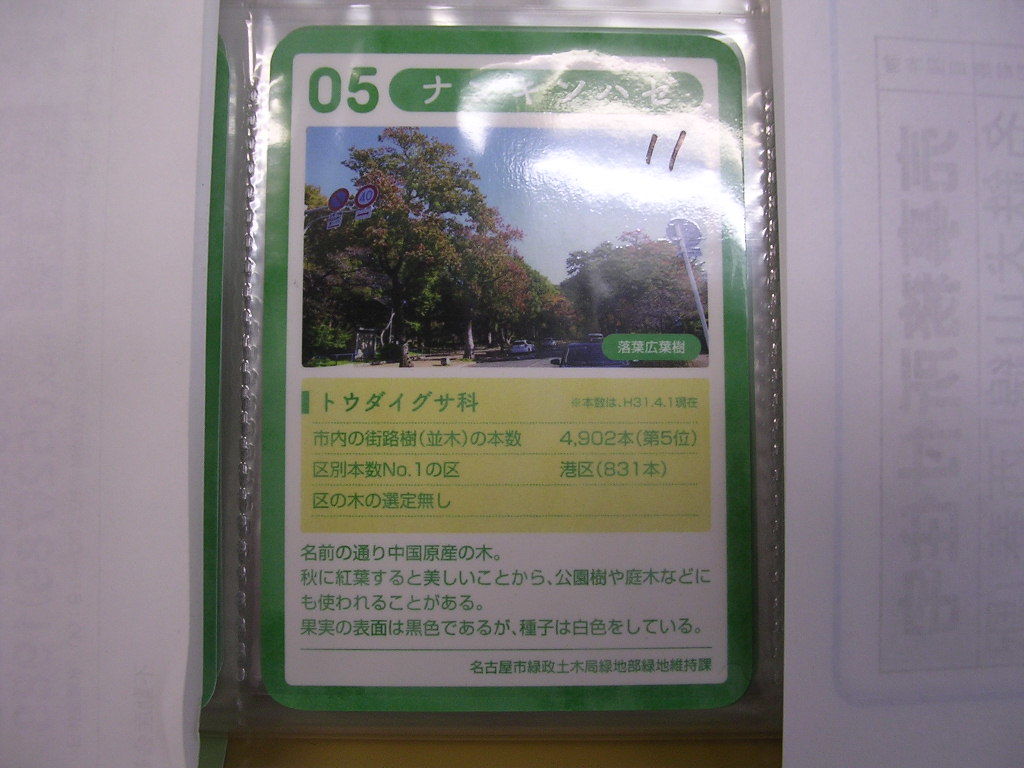 05 ナンキンハゼ
11
落葉広葉樹
トウダイグサ科 ※本数は、H31.4.1現在
市内の街路樹(並木)の本数 4,902本(第5位)
区別本数No.1の区 港区(831本)
区の木の選定無し
名前の通り中国原産の木。
秋に紅葉すると美しいことから、公園樹や庭木などに
も使われることがある。
果実の表面は黒色であるが、種子は白色をしている。
名古屋市緑政土木局緑地部緑地維持課